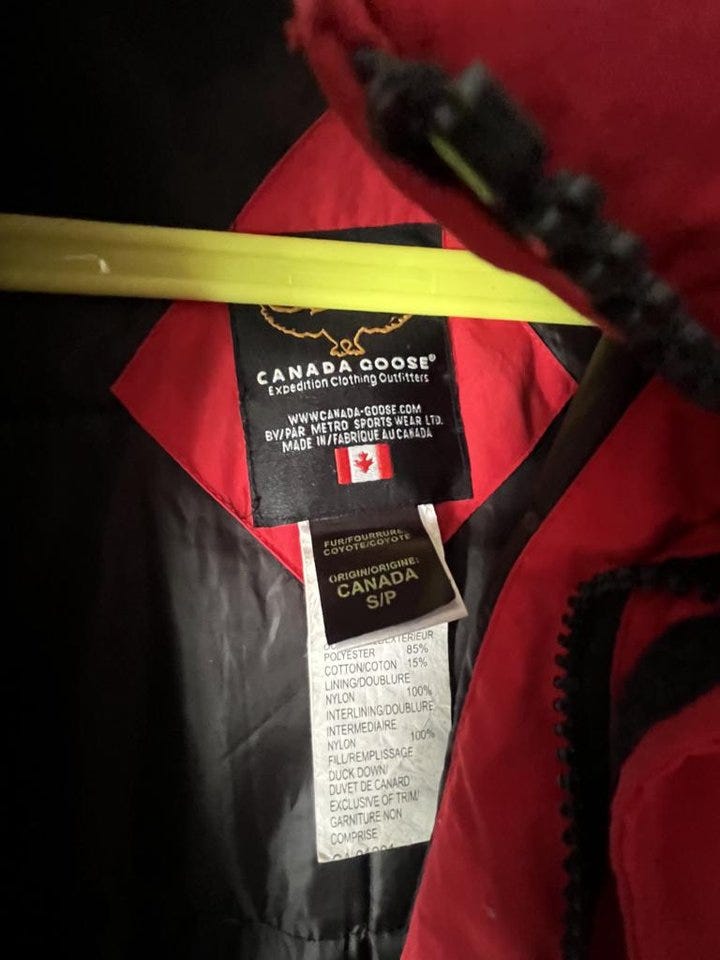 CANADA GOOSE®
Expedition Clothing Outfitters
WWW.CANADA-GOOSE.COM
BY/PAR METRO SPORTS WEAR LTD.
MADE IN/FABRIQUE AU CANADA
FUR/FOURRURE:
COYOTE/COYOTE
ORIGIN/ORIGINE:
CANADA
S/P
POLYESTER 85%
COTTON/COTON 15%
LINING/DOUBLURE
NYLON 100%
INTERLINING/DOUBLURE
INTERMEDIAIRE
NYLON 100%
FILL/REMPLISSAGE
DUCK DOWN/
DUVET DE CANARD
EXCLUSIVE OF TRIM/
GARNITURE NON
COMPRISE